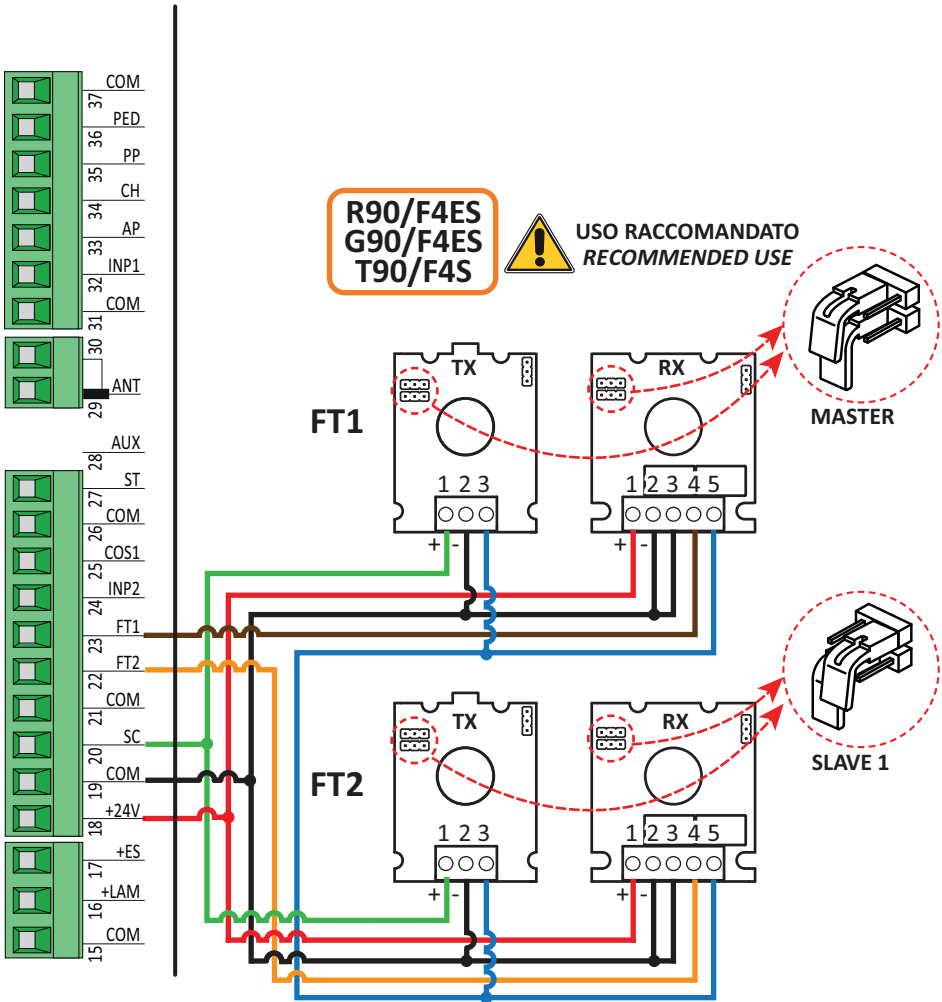 COM
37
PED
36
PP
35
CH
34
AP
33
INP1
32
COM
31
30
ANT
29
AUX
28
ST
27
COM
26
COS1
25
INP2
24
FT1
23
FT2
22
COM
21
SC
20
COM
19
+24V
18
+ES
17
+LAM
16
COM
15
R90/F4ES
G90/F4ES
T90/F4S
USO RACCOMANDATO
RECOMMENDED USE
MASTER
FT1
TX
1 2 3
+ -
RX
1 2 3 4 5
+ -
SLAVE 1
FT2
TX
1 2 3
+ -
RX
1 2 3 4 5
+ -